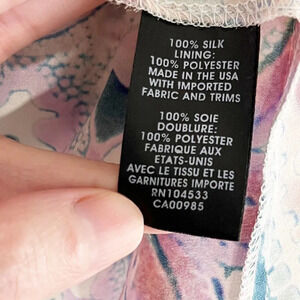 100% SILK
LINING:
100% POLYESTER
MADE IN THE USA
WITH IMPORTED
FABRIC AND TRIMS
100% SOIE
DOUBLURE:
100% POLYESTER
FABRIQUE AUX
ETATS-UNIS
AVEC LE TISSU ET LES
GARNITURES IMPORTE
RN104533
CA00985